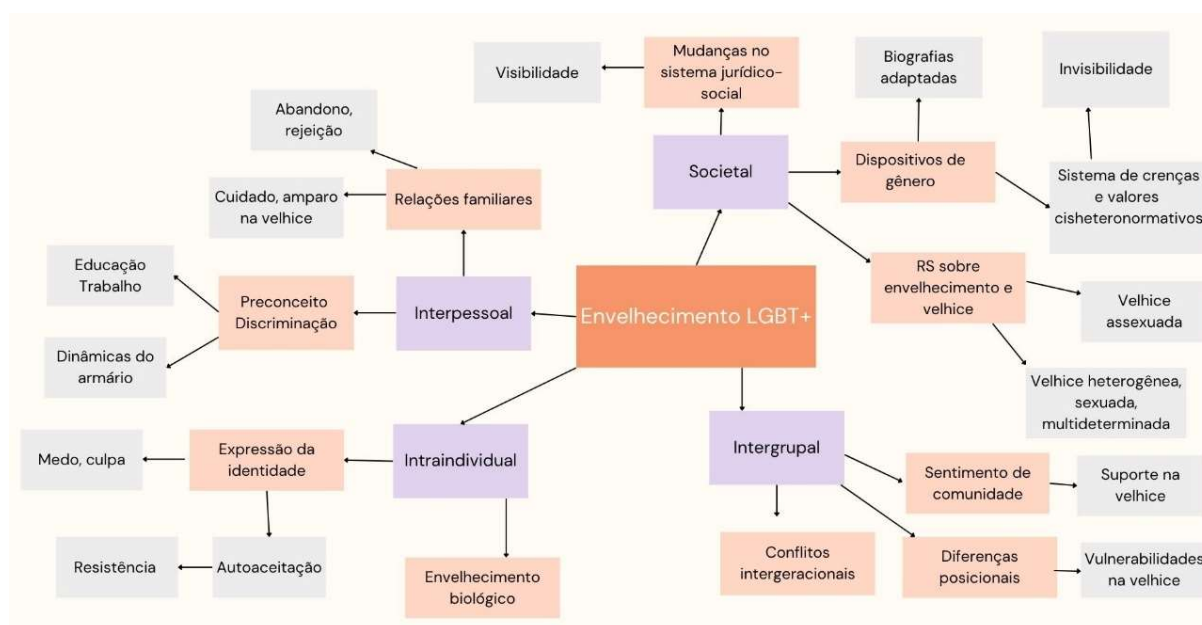 Mudanças no
sistema jurídico-
social
Visibilidade
Biografias
adaptadas
Invisibilidade
Abandono,
rejeição
Societal
Dispositivos de
gênero
Sistema de crenças
e valores
cisheteronormativos
Cuidado, amparo
na velhice
Relações familiares
Educação
Trabalho
Preconceito
Discriminação
Interpessoal
Envelhecimento LGBT+
RS sobre
envelhecimento e
velhice
Velhice
assexuada
Dinâmicas do
armário
Velhice heterogênea,
sexuada,
multideterminada
Medo, culpa
Expressão da
identidade
Intraindividual
Intergrupal
Sentimento de
comunidade
Suporte na
velhice
Resistência
Autoaceitação
Envelhecimento
biológico
Conflitos
intergeracionais
Diferenças
posicionais
Vulnerabilidades
na velhice